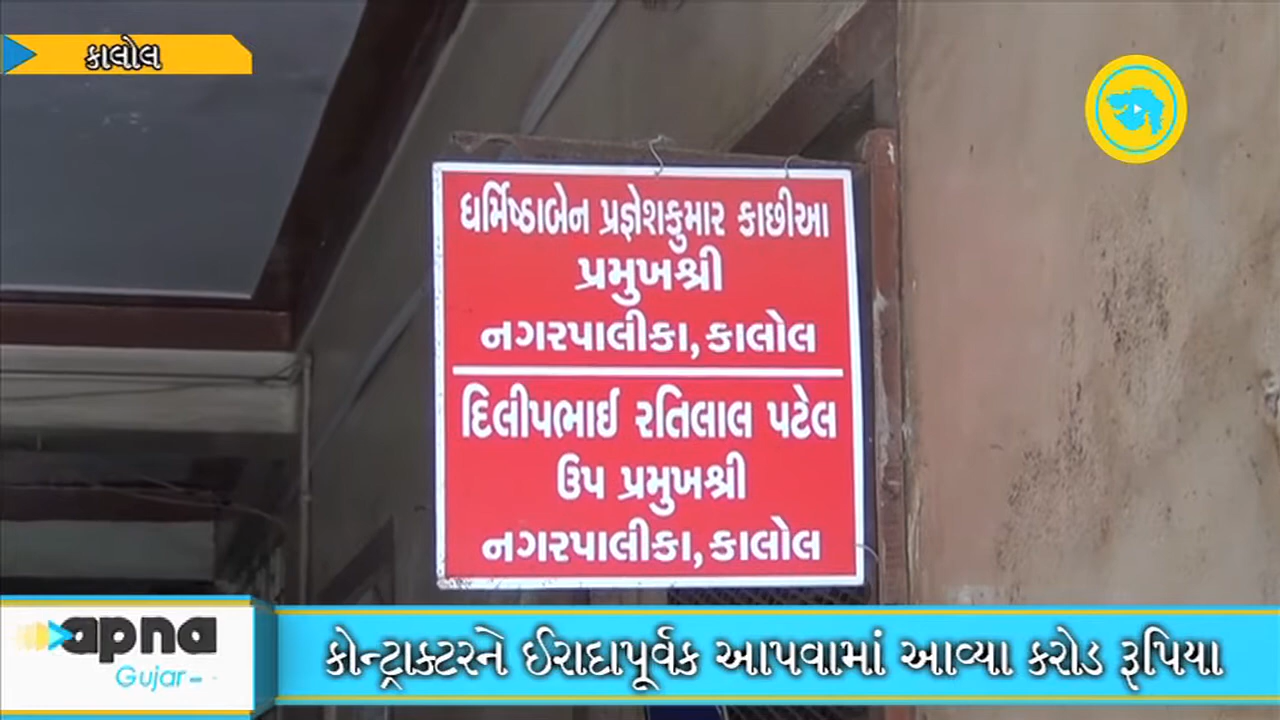 કાલોલ
ધર્મિષ્ઠાબેન પ્રજ્ઞેશકુમાર કાછીઆ
પ્રમુખશ્રી
નગરપાલીકા, કાલોલ
દિલીપભાઈ રતિલાલ પટેલ
ઉપ પ્રમુખશ્રી
નગરપાલીકા, કાલોલ
apna
Gujar
કોન્ટ્રાક્ટરને ઈરાદાપૂર્વક આપવામાં આવ્યા કરોડ રૂપિયા